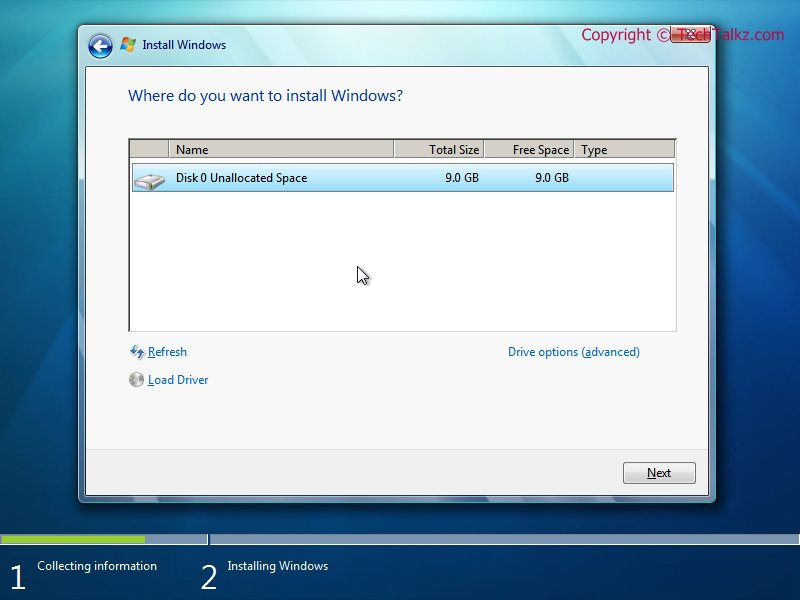 Copyright © TechTalkz.com
Install Windows
Where do you want to install Windows?
Name Total Size Free Space Type
Disk 0 Unallocated Space 9.0 GB 9.0 GB
Refresh Drive options (advanced)
Load Driver
Next
1 Collecting information 2 Installing Windows